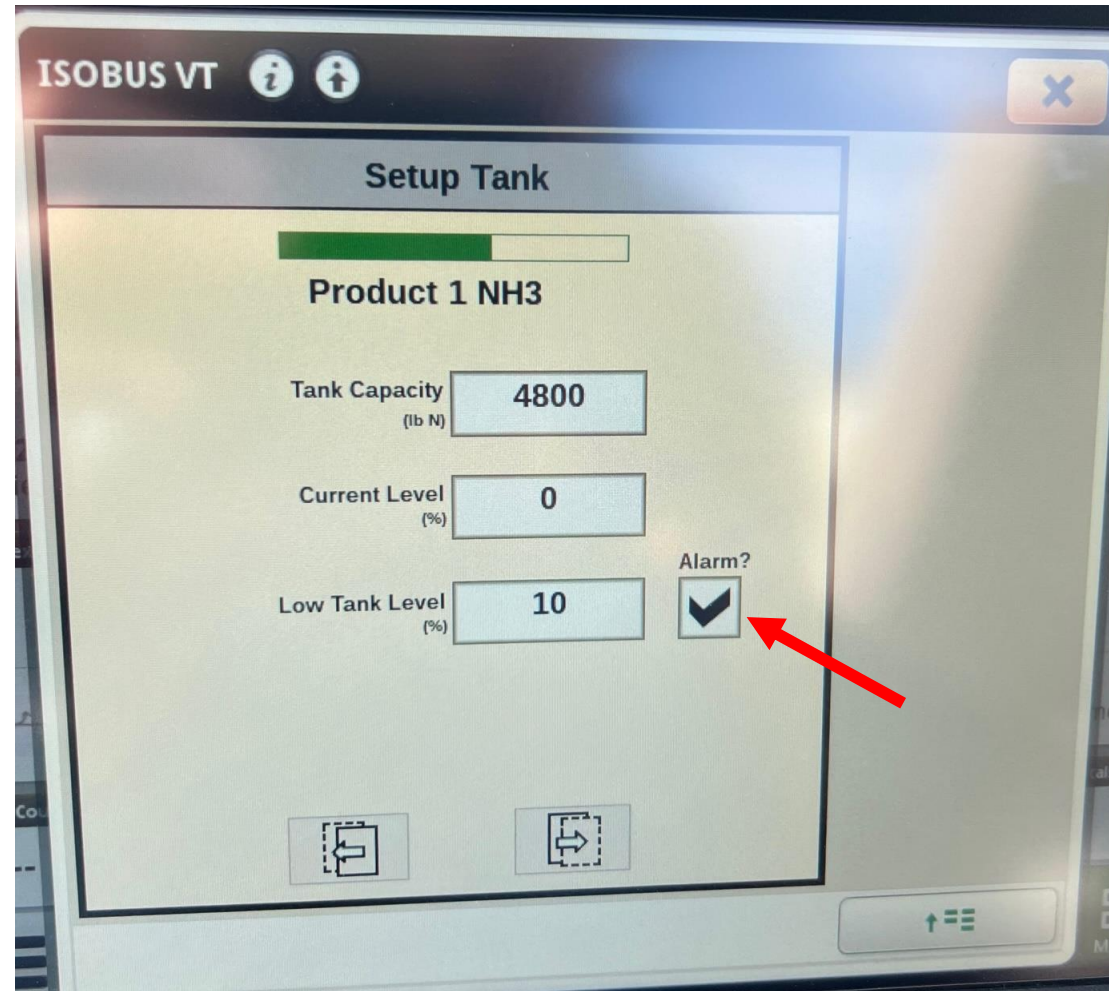 ISOBUS VT
Setup Tank
Product 1 NH3
Tank Capacity
(lb N)
4800
Current Level
(%)
0
Alarm?
Low Tank Level
(%)
10
Cou